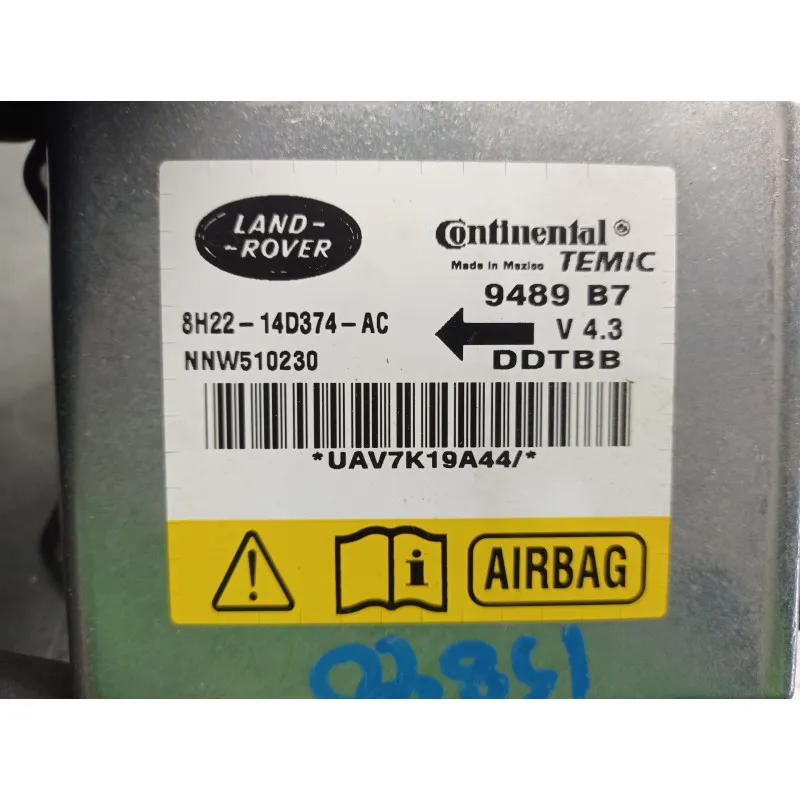 LAND-
-ROVER
Continental®
Made in Mexico TEMIC
9489 B7
8H22-14D374-AC
V 4.3
NNW510230
DDTBB
*UAV7K19A44/*
i
AIRBAG